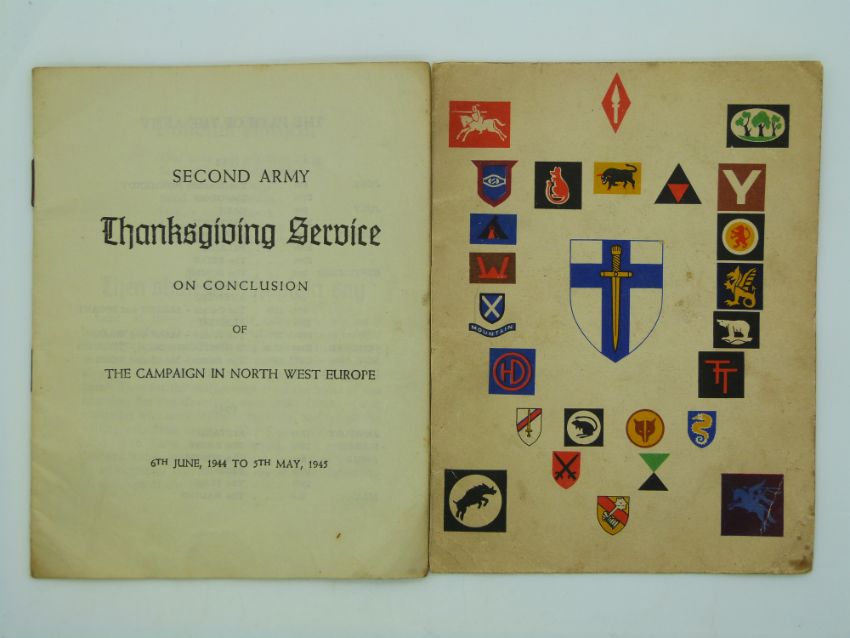 SECOND ARMY
Thanksgiving Service
ON CONCLUSION
OF
THE CAMPAIGN IN NORTH WEST EUROPE
6TH JUNE, 1944 TO 5TH MAY, 1945
Y
W
MOUNTAIN
HD
TT